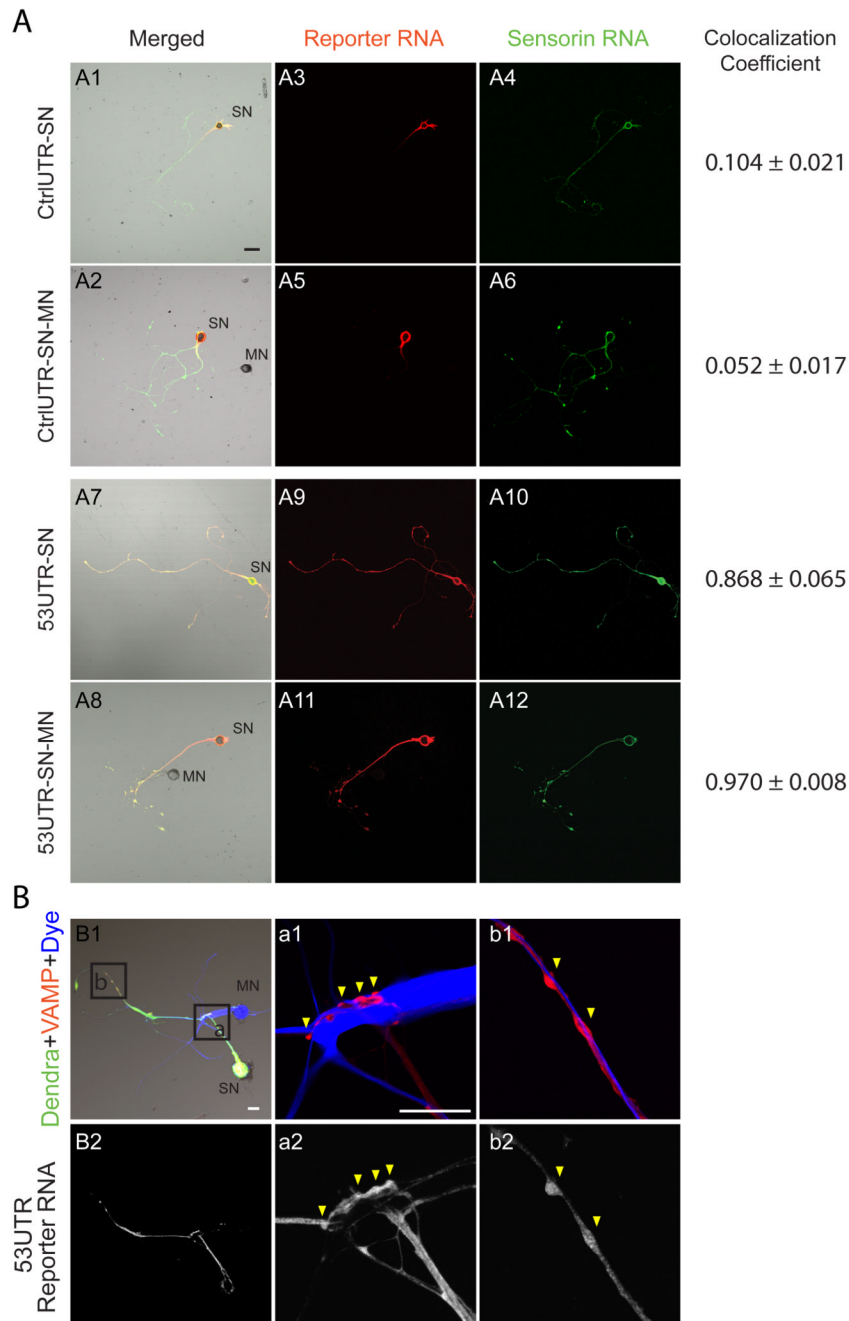 A
Merged
Reporter RNA
Sensorin RNA
Colocalization
Coefficient
CtrlUTR-SN
A1
SN
A3
A4
0.104 ± 0.021
CtrlUTR-SN-MN
A2
SN
MN
A5
A6
0.052 ± 0.017
53UTR-SN
A7
SN
A9
A10
0.868 ± 0.065
53UTR-SN-MN
A8
SN
MN
A11
A12
0.970 ± 0.008
B
Dendra+VAMP+Dye
B1
b
MN
a
SN
a1
b1
53UTR
Reporter RNA
B2
a2
b2